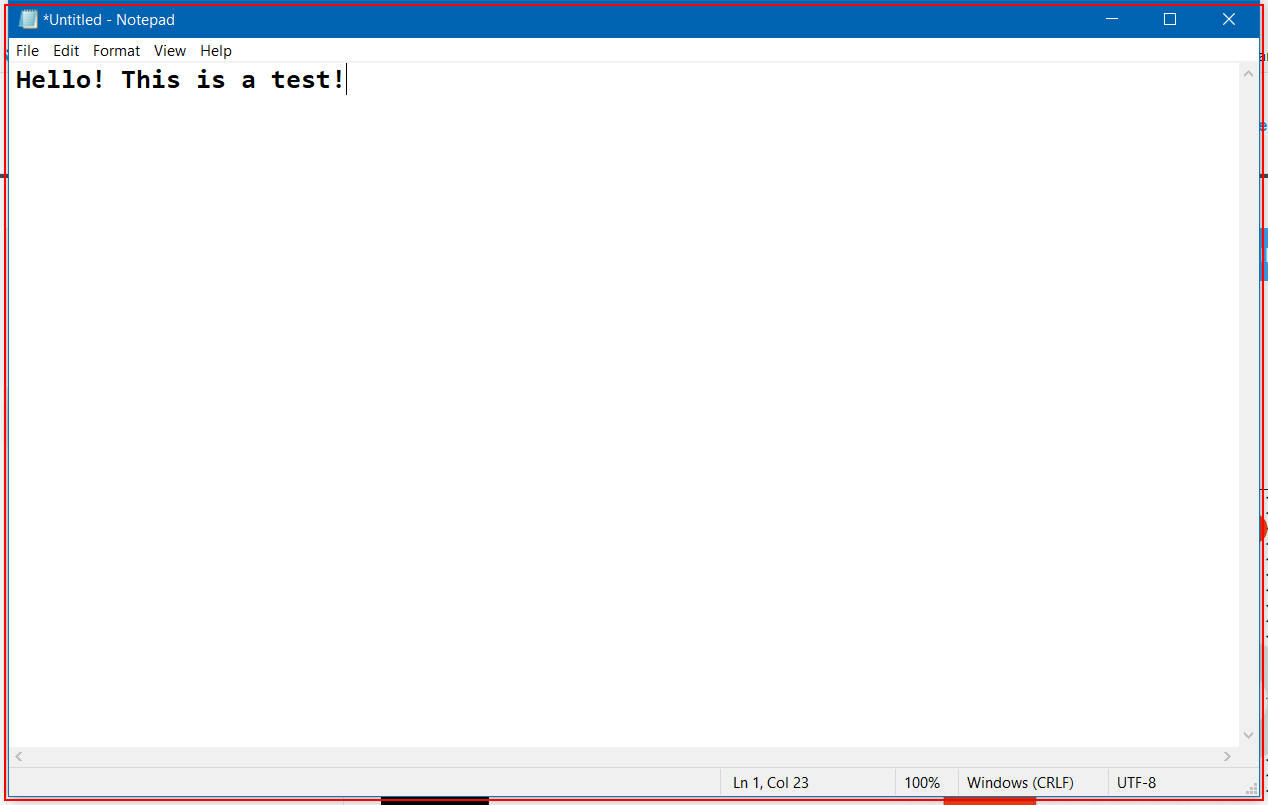 *Untitled - Notepad
File Edit Format View Help
Hello! This is a test!
Ln 1, Col 23 100% Windows (CRLF) UTF-8